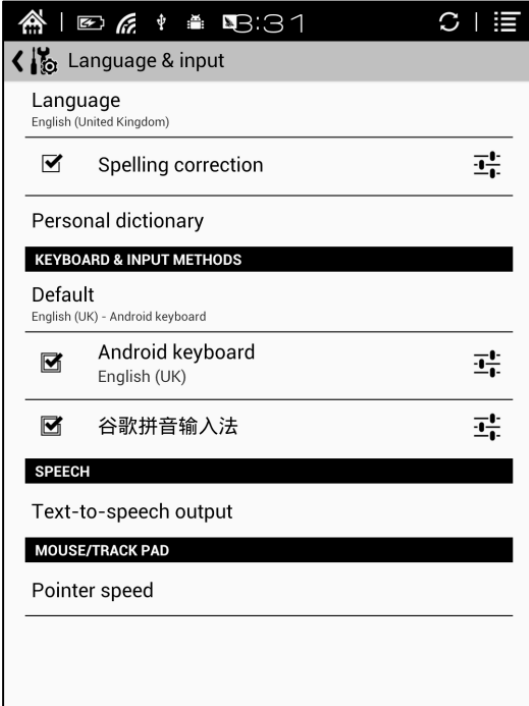 3:31
Language & input
Language
English (United Kingdom)
Spelling correction
Personal dictionary
KEYBOARD & INPUT METHODS
Default
English (UK) - Android keyboard
Android keyboard
English (UK)
谷歌拼音输入法
SPEECH
Text-to-speech output
MOUSE/TRACK PAD
Pointer speed